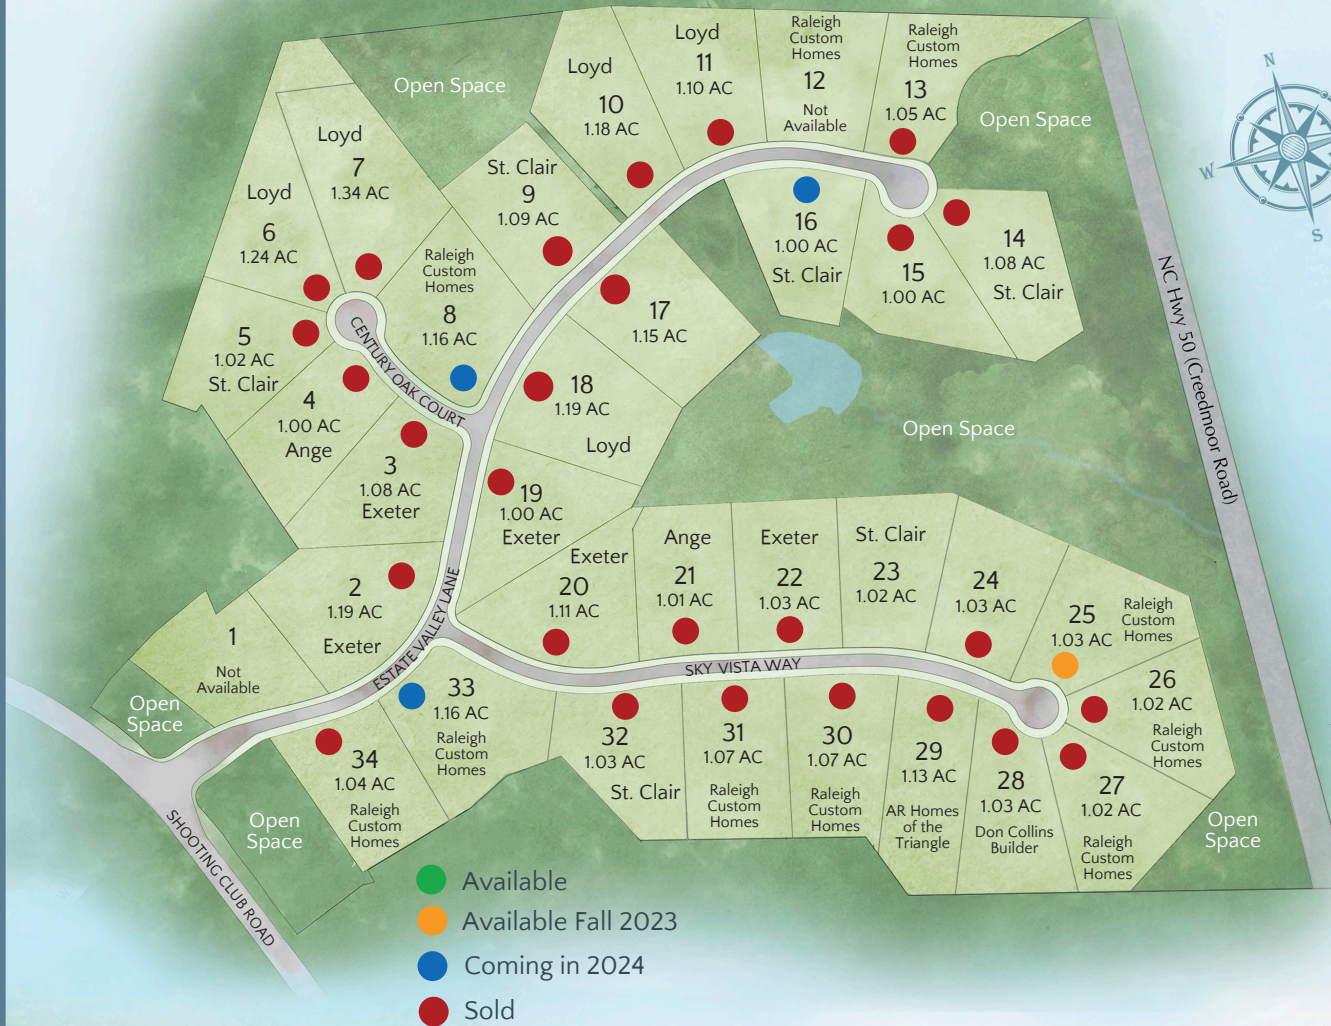 Open Space
Loyd
10
1.18 AC
Loyd
11
1.10 AC
Raleigh
Custom
Homes
12
Not
Available
Raleigh
Custom
Homes
13
1.05 AC
Open Space
N
W
S
Loyd
7
1.34 AC
Loyd
6
1.24 AC
St. Clair
9
1.09 AC
Raleigh
Custom
Homes
8
1.16 AC
16
1.00 AC
St. Clair
15
1.00 AC
14
1.08 AC
St. Clair
NC Hwy 50 (Creedmoor Road)
5
1.02 AC
St. Clair
4
1.00 AC
Ange
CENTURY OAK COURT
3
1.08 AC
Exeter
17
1.15 AC
18
1.19 AC
Loyd
19
1.00 AC
Exeter
Open Space
Exeter
20
1.11 AC
Ange
21
1.01 AC
Exeter
22
1.03 AC
St. Clair
23
1.02 AC
24
1.03 AC
25
1.03 AC
Raleigh
Custom
Homes
2
1.19 AC
Exeter
1
Not
Available
ESTATE VALLEY LANE
SKY VISTA WAY
Open
Space
26
1.02 AC
Raleigh
Custom
Homes
33
1.16 AC
Raleigh
Custom
Homes
34
1.04 AC
Raleigh
Custom
Homes
32
1.03 AC
St. Clair
31
1.07 AC
Raleigh
Custom
Homes
30
1.07 AC
Raleigh
Custom
Homes
29
1.13 AC
AR Homes
of the
Triangle
28
1.03 AC
Don Collins
Builder
27
1.02 AC
Raleigh
Custom
Homes
Open
Space
Open
Space
SHOOTING CLUB ROAD
Available
Available Fall 2023
Coming in 2024
Sold